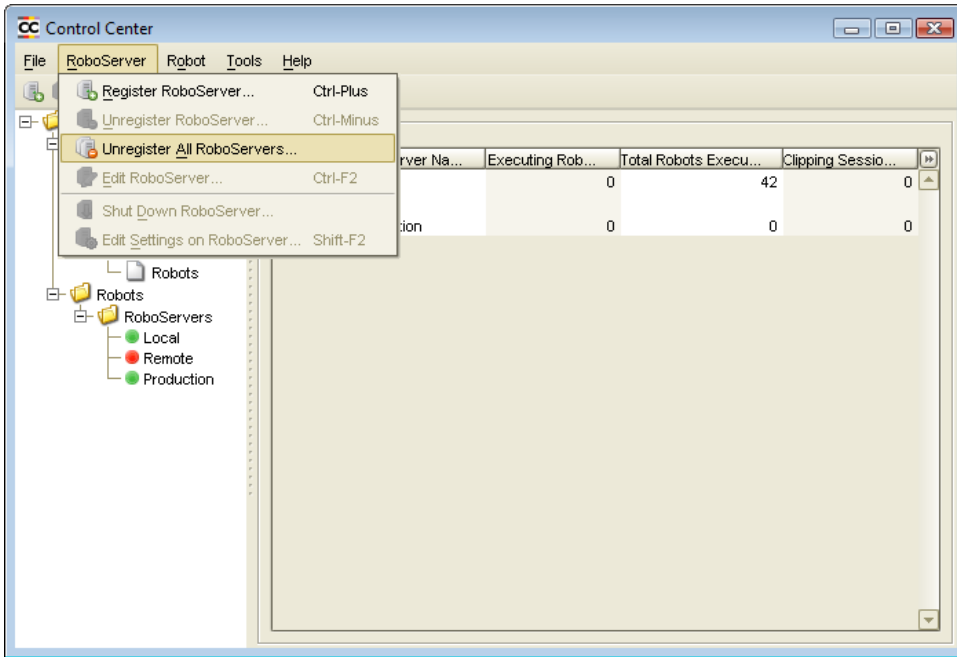 CC Control Center
File RoboServer Robot Tools Help
Register RoboServer... Ctrl-Plus
Unregister RoboServer... Ctrl-Minus
Unregister All RoboServers...
Edit RoboServer... Ctrl-F2
Shut Down RoboServer...
Edit Settings on RoboServer... Shift-F2
rver Na... Executing Rob... Total Robots Execu... Clipping Sessio...
0 42 0
tion 0 0 0
Robots
Robots
RoboServers
Local
Remote
Production